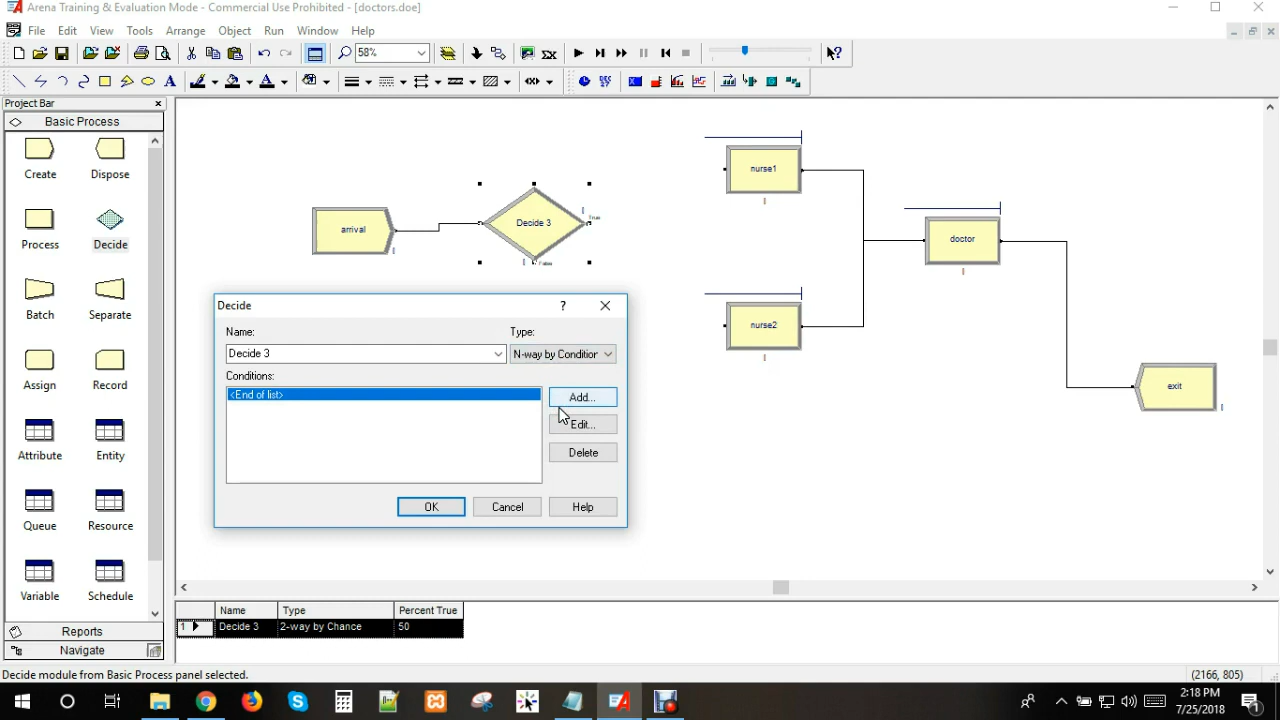 Arena Training & Evaluation Mode - Commercial Use Prohibited - [doctors.doe]
File Edit View Tools Arrange Object Run Window Help
58%
Project Bar
Basic Process
Create Dispose
Process Decide
Batch Separate
Assign Record
Attribute Entity
Queue Resource
Variable Schedule
Reports
Navigate
arrival
Decide 3
True
False
nurse1
nurse2
doctor
exit
Decide
Name: Type:
Decide 3 N-way by Condition
Conditions:
<End of list>
Add...
Edit...
Delete
OK Cancel Help
Name Type Percent True
1 Decide 3 2-way by Chance 50
Decide module from Basic Process panel selected. (2166, 805)
2:18 PM
7/25/2018